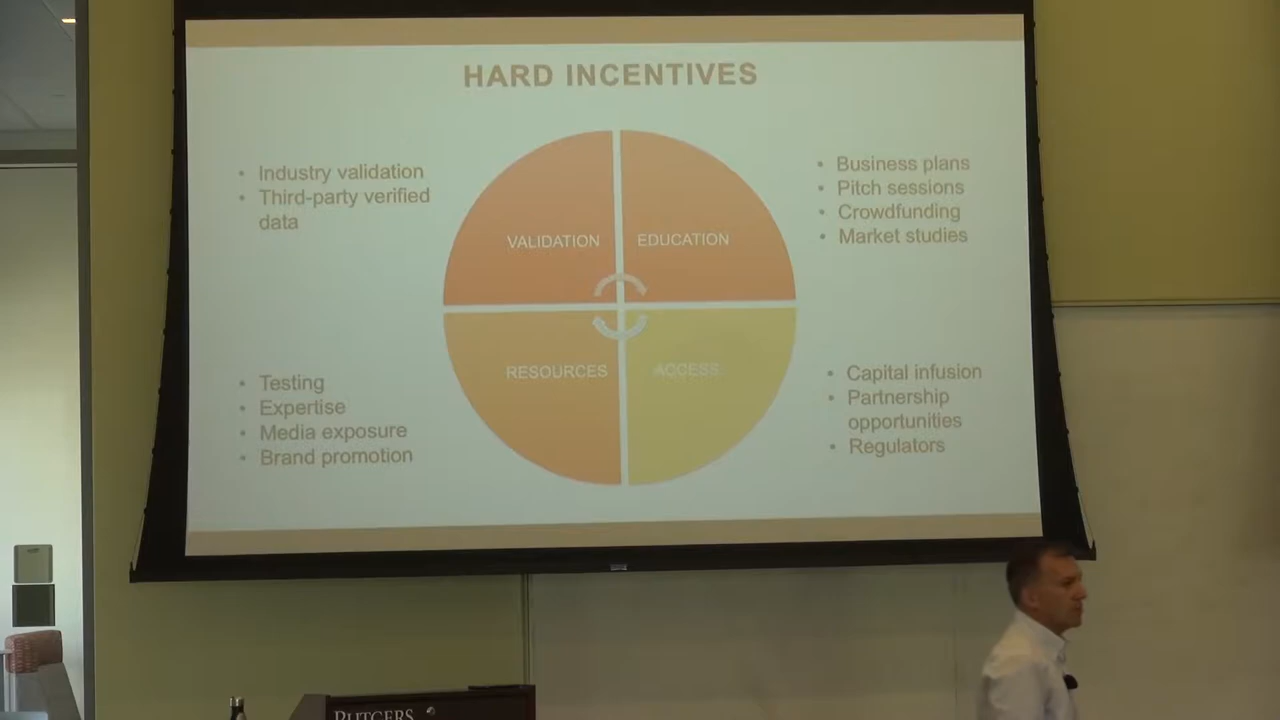 HARD INCENTIVES
• Industry validation
• Third-party verified
data
• Business plans
• Pitch sessions
• Crowdfunding
• Market studies
VALIDATION
EDUCATION
RESOURCES
ACCESS
• Testing
• Expertise
• Media exposure
• Brand promotion
• Capital infusion
• Partnership
opportunities
• Regulators
RUTGERS